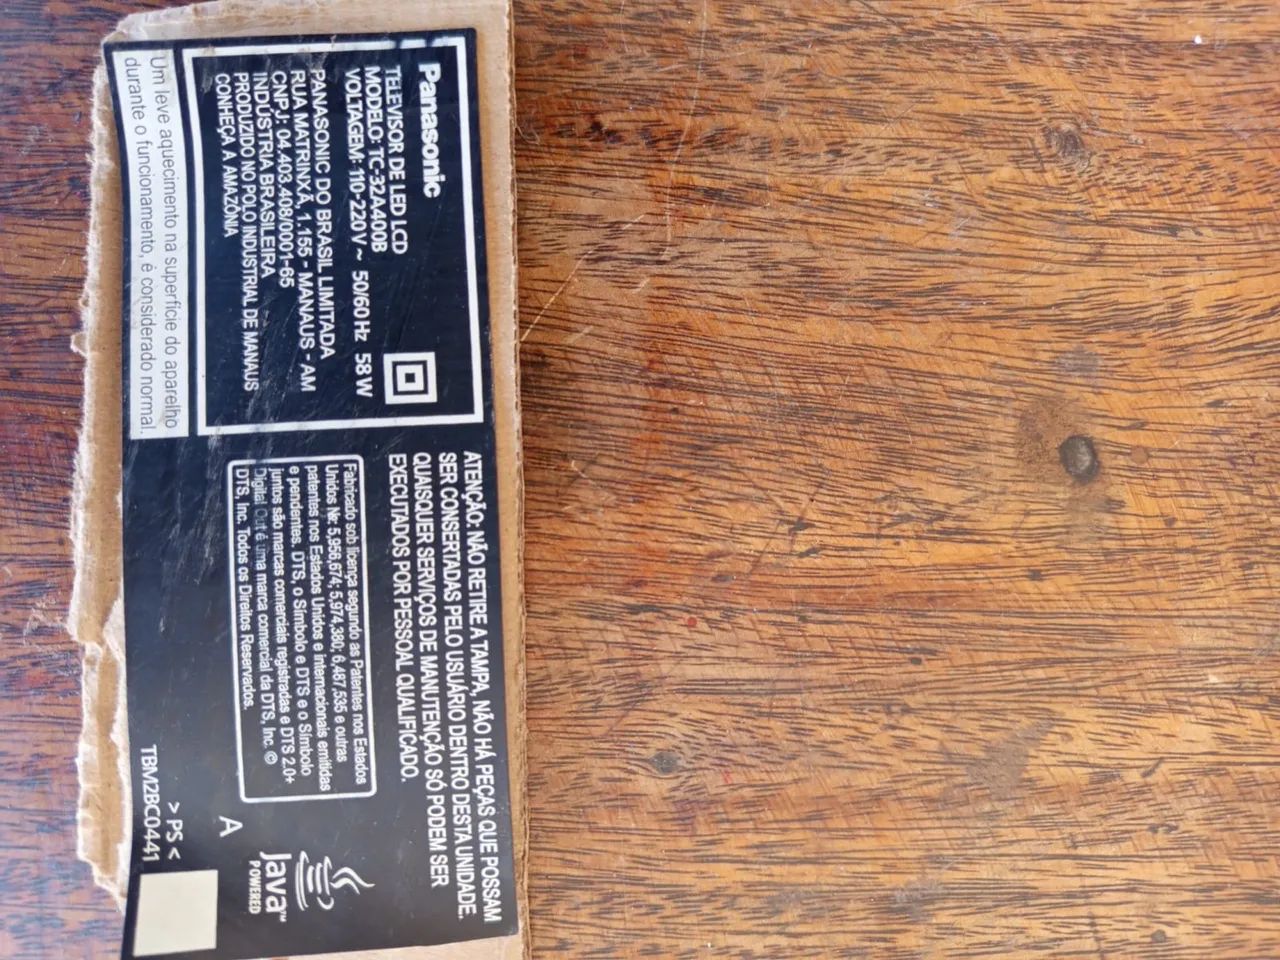 Panasonic
TELEVISOR DE LED LCD
MODELO: TC-32A400B
VOLTAGEM: 110-220V~ 50/60 Hz 58 W
PANASONIC DO BRASIL LIMITADA
RUA MATRINXÃ, 1.155 - MANAUS - AM
CNPJ: 04.403.408/0001-65
INDÚSTRIA BRASILEIRA
PRODUZIDO NO POLO INDUSTRIAL DE MANAUS
CONHEÇA A AMAZÔNIA
Um leve aquecimento na superfície do aparelho
durante o funcionamento, é considerado normal.
ATENÇÃO: NÃO RETIRE A TAMPA, NÃO HÁ PEÇAS QUE POSSAM
SER CONSERTADAS PELO USUÁRIO DENTRO DESTA UNIDADE.
QUAISQUER SERVIÇOS DE MANUTENÇÃO SÓ PODEM SER
EXECUTADOS POR PESSOAL QUALIFICADO.
Fabricado sob licença segundo as Patentes nos Estados
Unidos Nº: 5,956,674; 5,974,380; 6,487,535 e outras
patentes nos Estados Unidos e internacionais emitidas
e pendentes. DTS, o Símbolo e DTS e o Símbolo
juntos são marcas comerciais registradas e DTS 2.0+
Digital Out é uma marca comercial da DTS, Inc. ©
DTS, Inc. Todos os Direitos Reservados.
Java™
POWERED
A
> PS <
TBM2BC0441